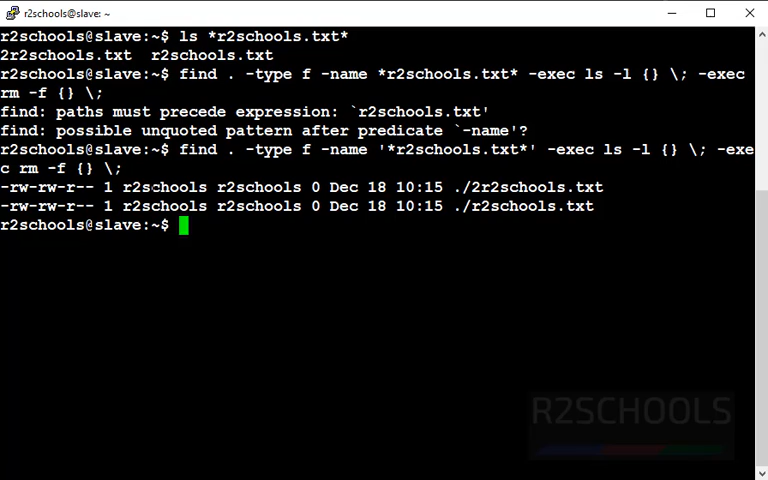 r2schools@slave: ~
r2schools@slave:~$ ls *r2schools.txt*
2r2schools.txt  r2schools.txt
r2schools@slave:~$ find . -type f -name *r2schools.txt* -exec ls -l {} \; -exec
rm -f {} \;
find: paths must precede expression: `r2schools.txt'
find: possible unquoted pattern after predicate `-name'?
r2schools@slave:~$ find . -type f -name '*r2schools.txt*' -exec ls -l {} \; -exe
c rm -f {} \;
-rw-rw-r-- 1 r2schools r2schools 0 Dec 18 10:15 ./2r2schools.txt
-rw-rw-r-- 1 r2schools r2schools 0 Dec 18 10:15 ./r2schools.txt
r2schools@slave:~$
R2SCHOOLS